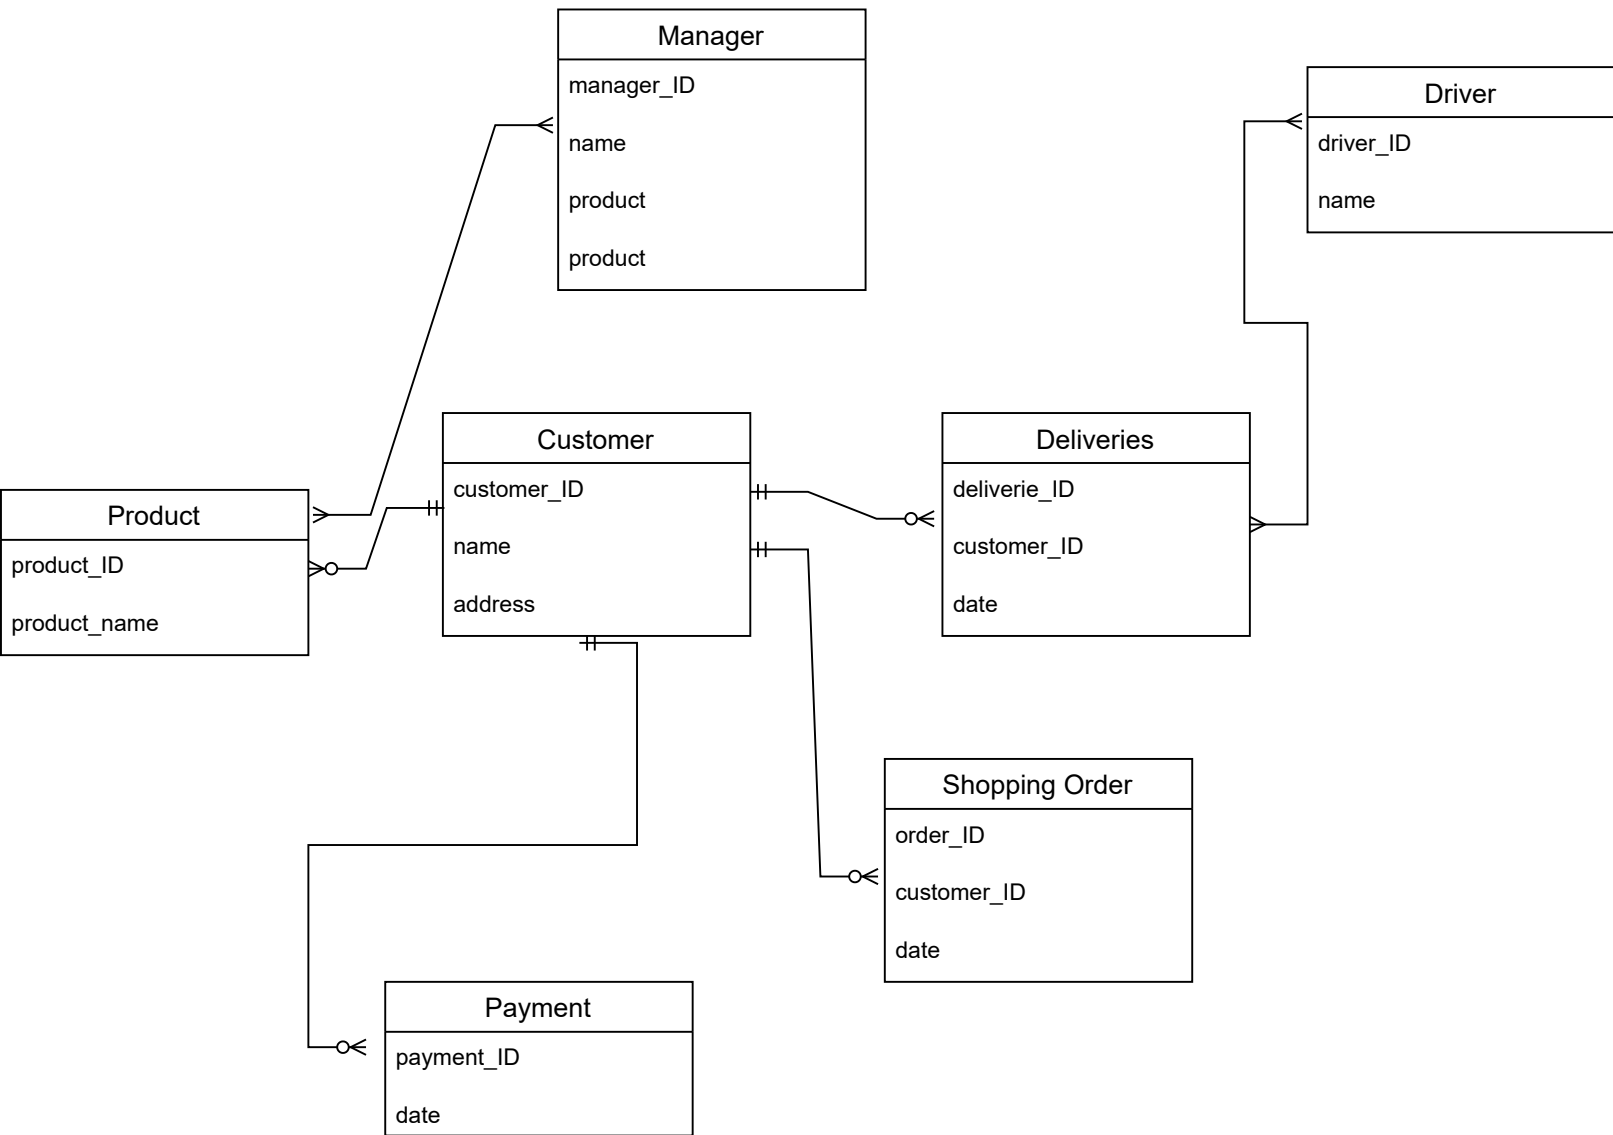 Manager
manager_ID
name
product
product
Driver
driver_ID
name
Customer
customer_ID
name
address
Deliveries
deliverie_ID
customer_ID
date
Product
product_ID
product_name
Shopping Order
order_ID
customer_ID
date
Payment
payment_ID
date